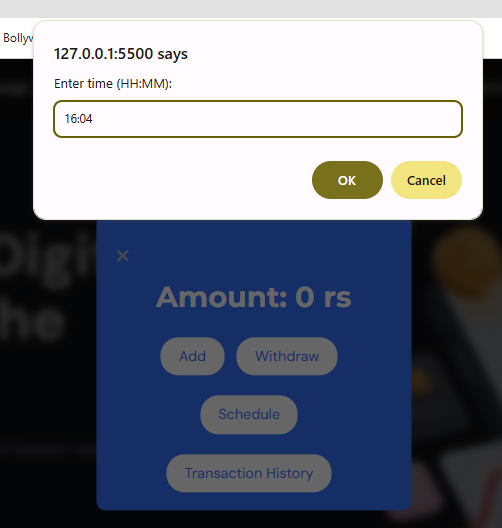 Bollyw
127.0.0.1:5500 says
Enter time (HH:MM):
16:04
OK Cancel
Digi
he
×
Amount: 0 rs
Add Withdraw
Schedule
Transaction History